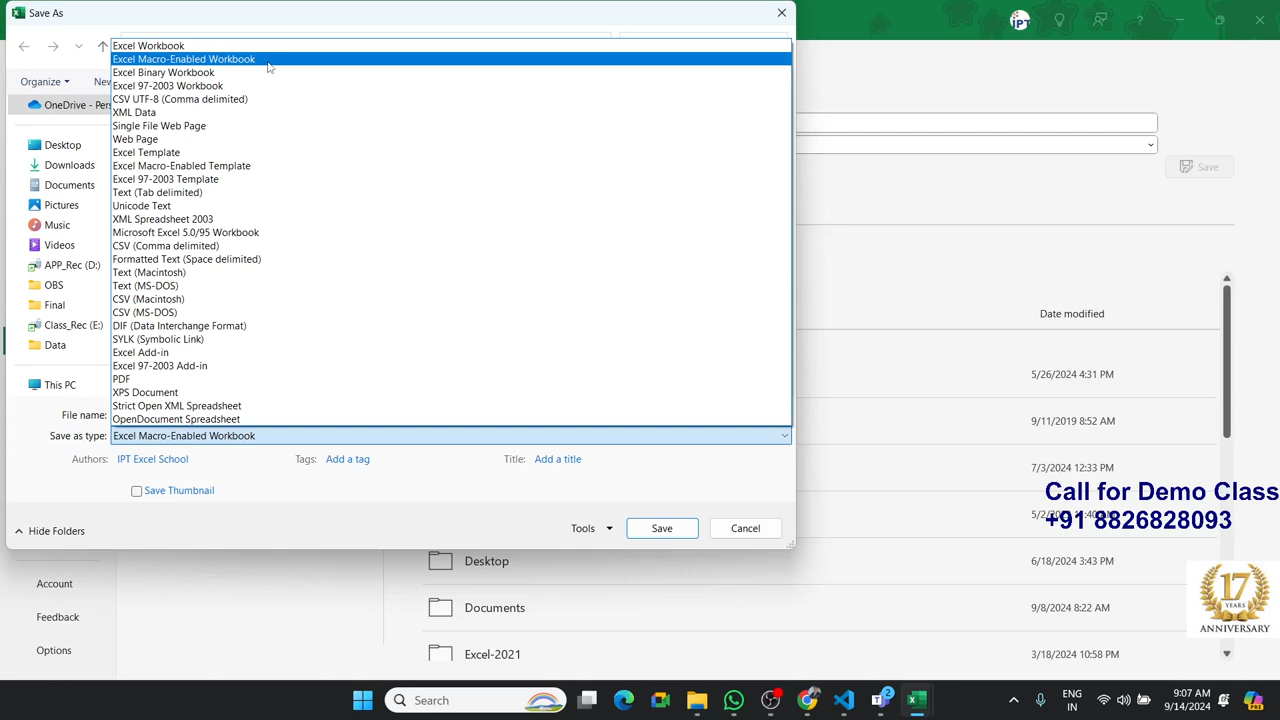 Save As
Organize
New
OneDrive - Pers
Desktop
Downloads
Documents
Pictures
Music
Videos
APP_Rec (D:)
OBS
Final
Class_Rec (E:)
Data
This PC
Excel Workbook
Excel Macro-Enabled Workbook
Excel Binary Workbook
Excel 97-2003 Workbook
CSV UTF-8 (Comma delimited)
XML Data
Single File Web Page
Web Page
Excel Template
Excel Macro-Enabled Template
Excel 97-2003 Template
Text (Tab delimited)
Unicode Text
XML Spreadsheet 2003
Microsoft Excel 5.0/95 Workbook
CSV (Comma delimited)
Formatted Text (Space delimited)
Text (Macintosh)
Text (MS-DOS)
CSV (Macintosh)
CSV (MS-DOS)
DIF (Data Interchange Format)
SYLK (Symbolic Link)
Excel Add-in
Excel 97-2003 Add-in
PDF
XPS Document
Strict Open XML Spreadsheet
OpenDocument Spreadsheet
File name:
Save as type: Excel Macro-Enabled Workbook
Authors: IPT Excel School Tags: Add a tag Title: Add a title
Save Thumbnail
Hide Folders Tools Save Cancel
IPT
?
Save
Date modified
5/26/2024 4:31 PM
9/11/2019 8:52 AM
7/3/2024 12:33 PM
Call for Demo Class
+91 8826828093
Desktop 6/18/2024 3:43 PM
Documents 9/8/2024 8:22 AM
Excel-2021 3/18/2024 10:58 PM
Account
Feedback
Options
17
YEARS
ANNIVERSARY
Search
2
ENG
IN
9:07 AM
9/14/2024
PRE